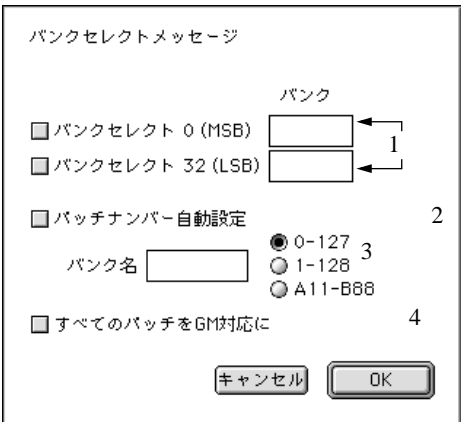 バンクセレクトメッセージ
バンク
バンクセレクト 0 (MSB)
1
バンクセレクト 32 (LSB)
パッチナンバー自動設定
2
0-127
3
バンク名
1-128
A11-B88
すべてのパッチをGM対応に
4
キャンセル
OK